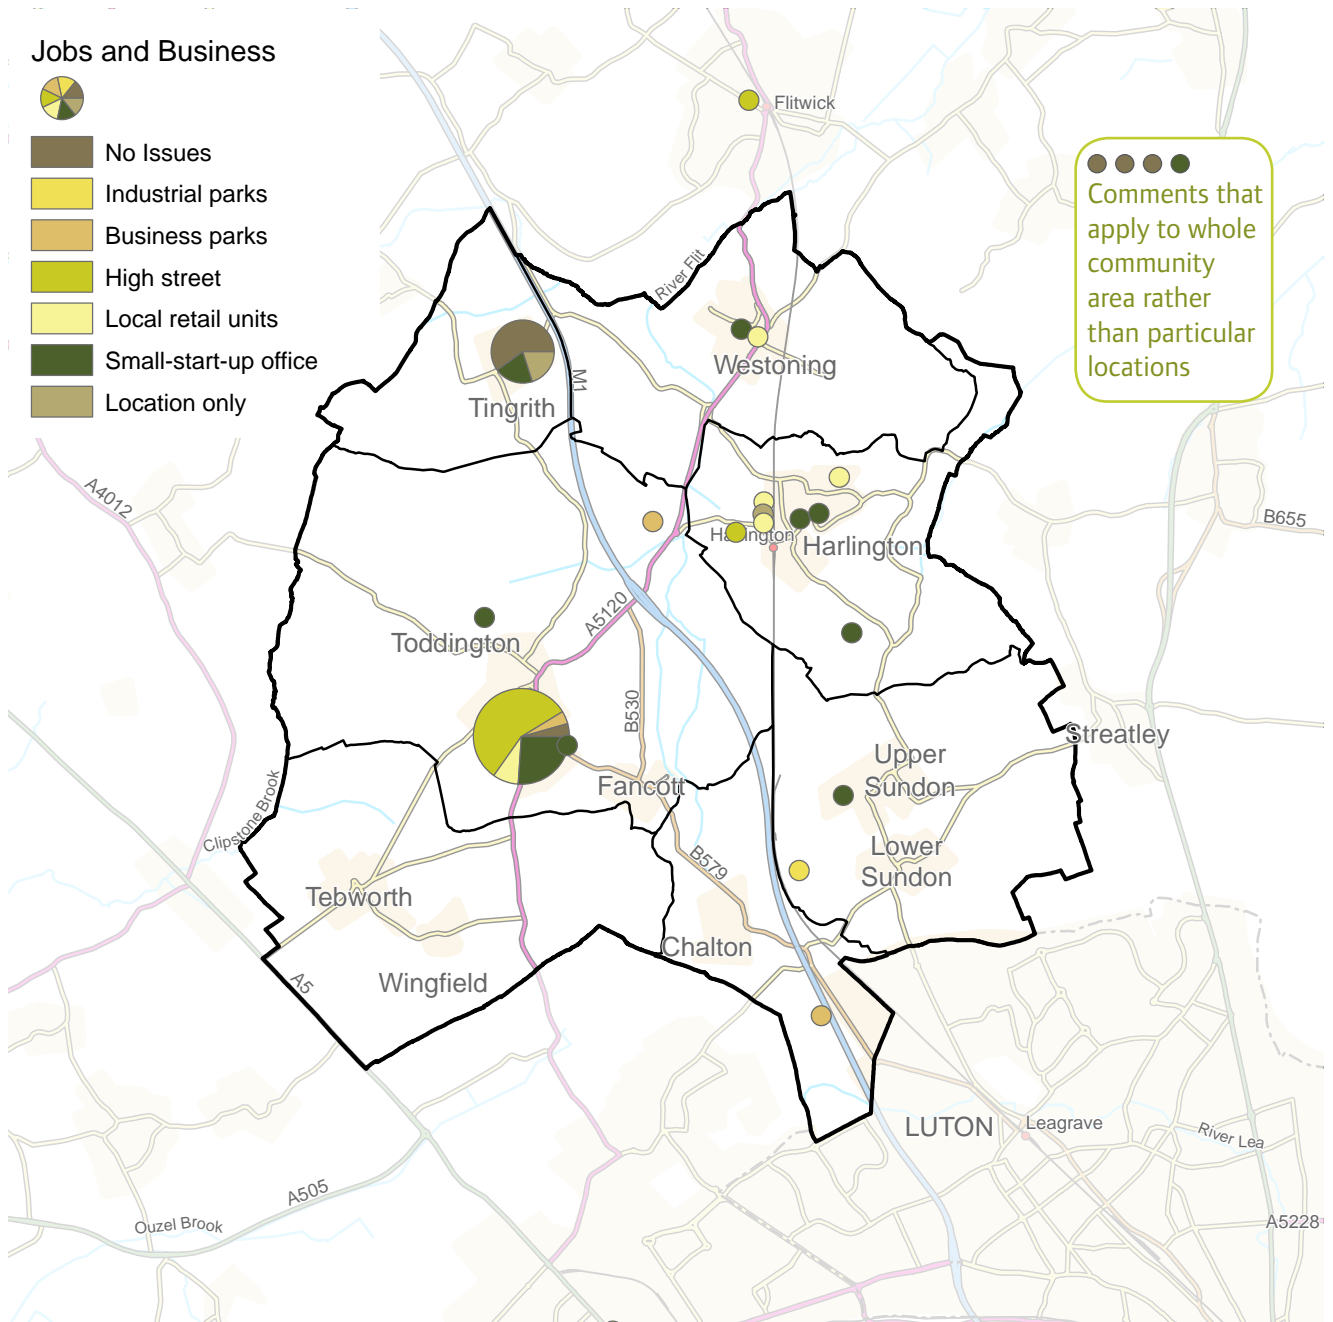 Jobs and Business
No Issues
Industrial parks
Business parks
High street
Local retail units
Small-start-up office
Location only
Comments that
apply to whole
community
area rather
than particular
locations
Flitwick
River Flit
Westoning
M1
Tingrith
A4012
B655
Harlington
Harlington
A5120
Toddington
B530
Streatley
Upper
Sundon
Fancott
Clipstone Brook
Lower
Sundon
B579
Tebworth
Chalton
Wingfield
A5
LUTON
Leagrave
River Lea
A505
Ouzel Brook
A5228